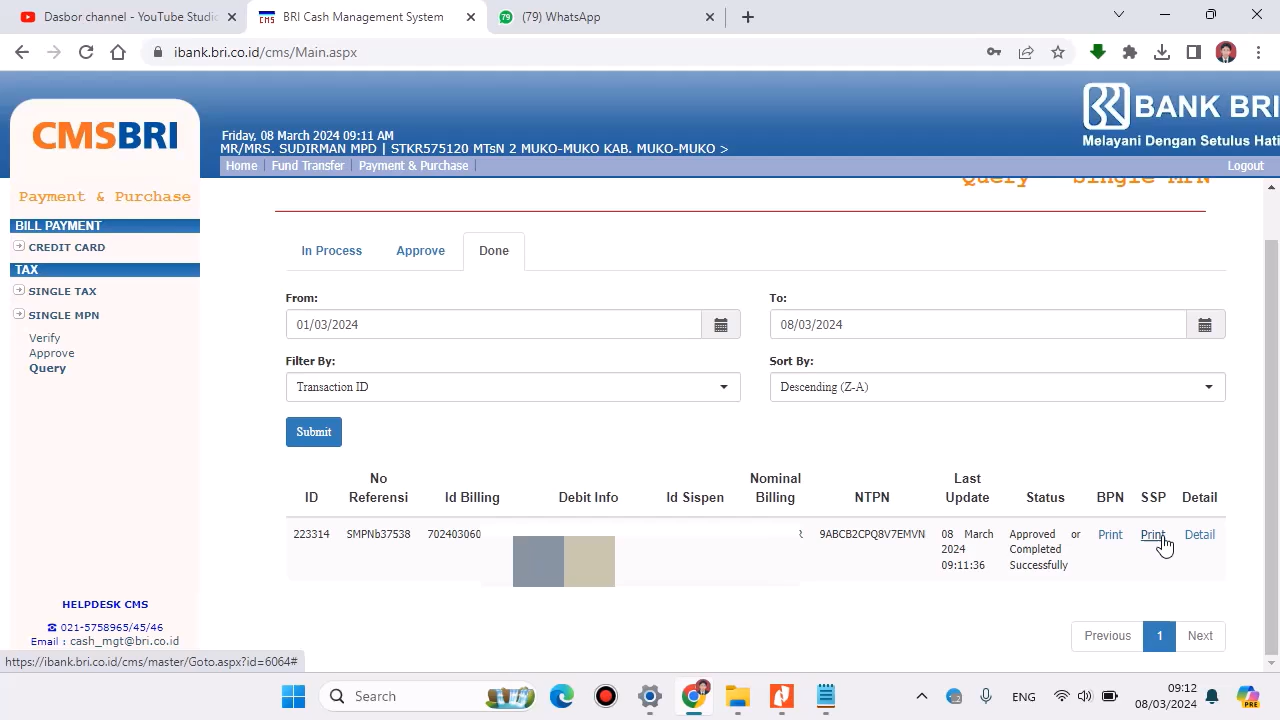 Dasbor channel - YouTube Studi
BRI Cash Management System
(79) WhatsApp
ibank.bri.co.id/cms/Main.aspx
CMSBRI
Payment & Purchase
BILL PAYMENT
CREDIT CARD
TAX
SINGLE TAX
SINGLE MPN
Verify
Approve
Query
HELPDESK CMS
☎ 021-5758965/45/46
Email : cash_mgt@bri.co.id
Friday, 08 March 2024 09:11 AM
MR/MRS. SUDIRMAN MPD | STKR575120 MTsN 2 MUKO-MUKO KAB. MUKO-MUKO >
BANK BRI
Melayani Dengan Setulus Hati
Home | Fund Transfer | Payment & Purchase |
Logout
Query - Single MPN
In Process Approve Done
From: To:
01/03/2024 08/03/2024
Filter By: Sort By:
Transaction ID Descending (Z-A)
Submit
ID No Referensi Id Billing Debit Info Id Sispen Nominal Billing NTPN Last Update Status BPN SSP Detail
223314 SMPNb37538 702403060 R 9ABCB2CPQ8V7EMVN 08 March 2024 09:11:36 Approved or Completed Successfully Print Print Detail
Previous 1 Next
https://ibank.bri.co.id/cms/master/Goto.aspx?id=6064#
Search
PRE
ENG
09:12
08/03/2024